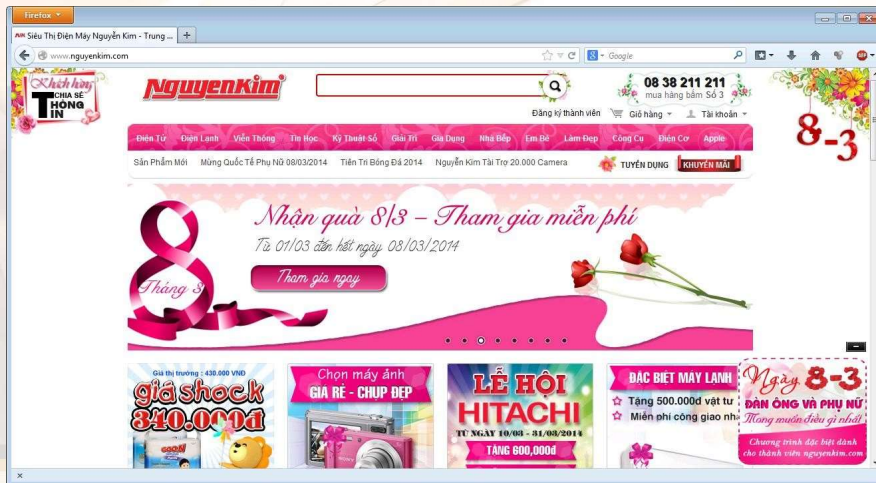 Firefox
Siêu Thị Điện Máy Nguyễn Kim - Trung ...
www.nguyenkim.com
Google
Khách hàng
CHIA SẺ
THÔNG
TIN
NguyenKim
08 38 211 211
mua hàng bấm Số 3
Đăng ký thành viên
Giỏ hàng
Tài khoản
8-3
Điện Tử Điện Lạnh Viễn Thông Tin Học Kỹ Thuật Số Giải Trí Gia Dụng Nhà Bếp Em Bé Làm Đẹp Công Cụ Điện Cơ Apple
Sản Phẩm Mới Mừng Quốc Tế Phụ Nữ 08/03/2014 Tiên Tri Bóng Đá 2014 Nguyễn Kim Tài Trợ 20.000 Camera
TUYỂN DỤNG
KHUYẾN MÃI
Nhận quà 8/3 – Tham gia miễn phí
Từ 01/03 đến hết ngày 08/03/2014
Tham gia ngay
8
Tháng 3
Giá thị trường : 430.000 VNĐ
giá shock
340.000đ
Chọn máy ảnh
GIÁ RẺ - CHỤP ĐẸP
LỄ HỘI
HITACHI
TỪ NGÀY 10/03 - 31/03/2014
TẶNG 600,000đ
ĐẶC BIỆT MÁY LẠNH
Tặng 500.000đ vật tư
Miễn phí công giao
Ngày 8-3
ĐÀN ÔNG VÀ PHỤ NỮ
Mong muốn điều gì nhất
Chương trình đặc biệt dành
cho thành viên nguyenkim.com